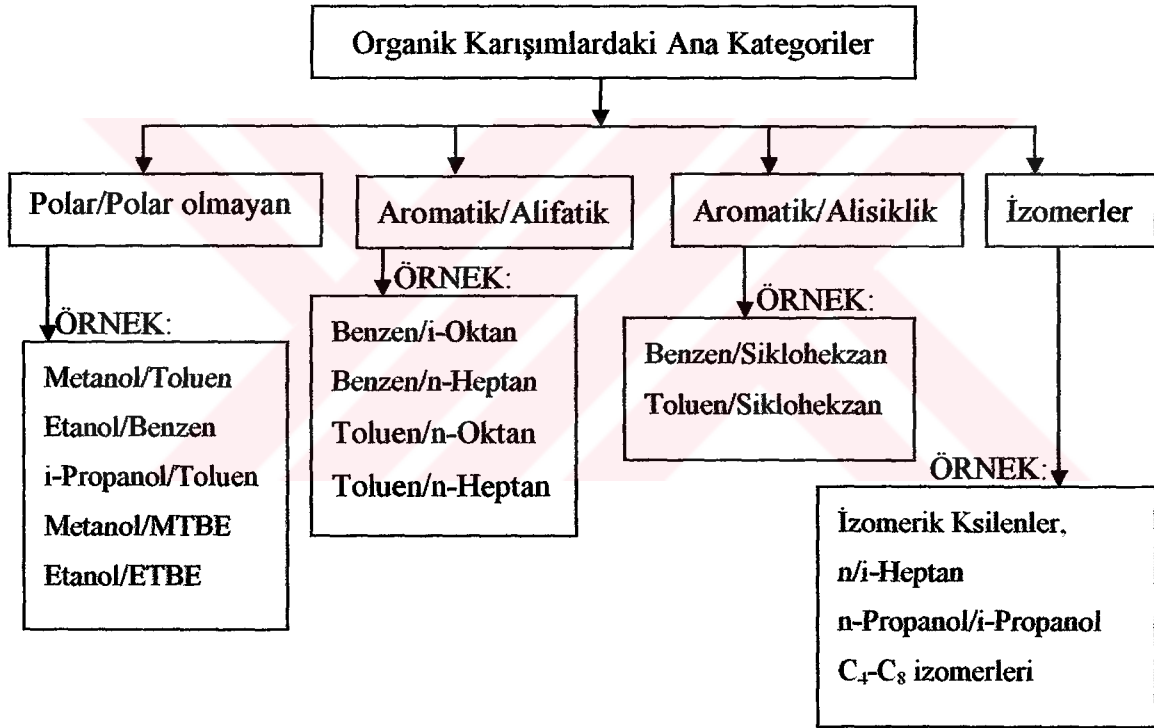 Organik Karışımlardaki Ana Kategoriler
Polar/Polar olmayan
Aromatik/Alifatik
Aromatik/Alisiklik
İzomerler
ÖRNEK:
Metanol/Toluen
Etanol/Benzen
i-Propanol/Toluen
Metanol/MTBE
Etanol/ETBE
ÖRNEK:
Benzen/i-Oktan
Benzen/n-Heptan
Toluen/n-Oktan
Toluen/n-Heptan
ÖRNEK:
Benzen/Siklohekzan
Toluen/Siklohekzan
ÖRNEK:
İzomerik Ksilenler,
n/i-Heptan
n-Propanol/i-Propanol
C₄-C₈ izomerleri